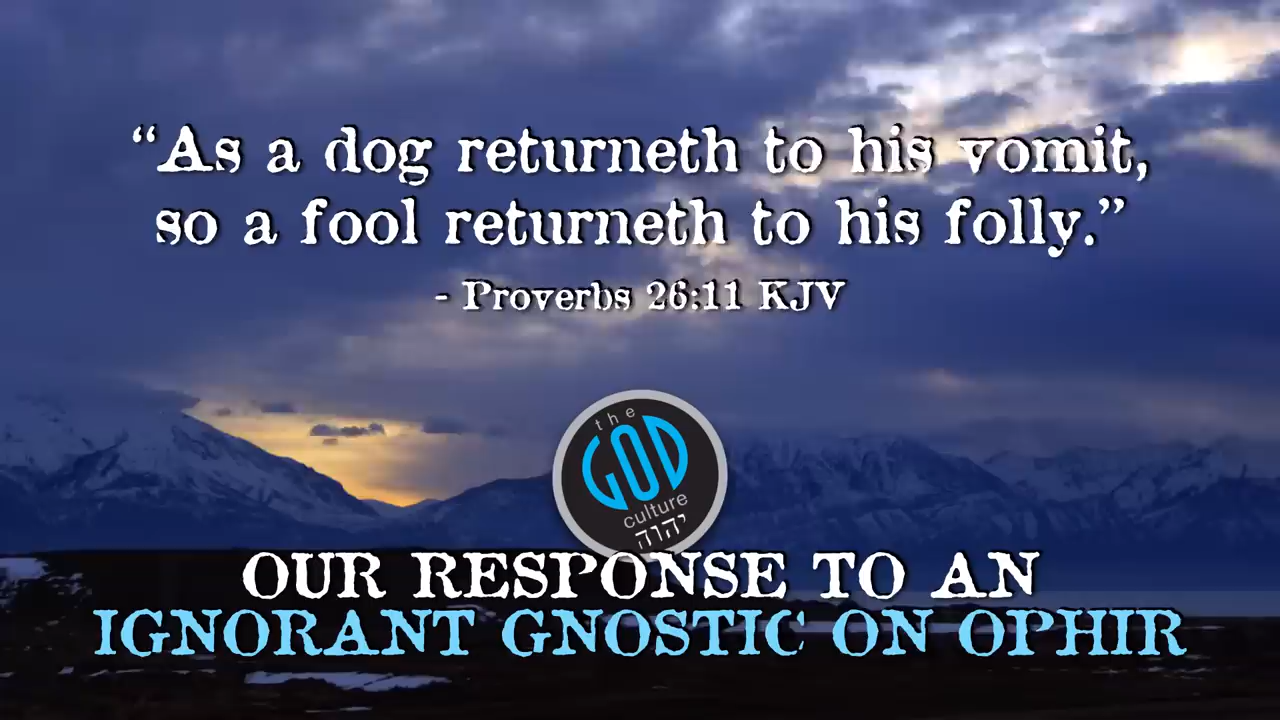 “As a dog returneth to his vomit,
so a fool returneth to his folly.”
- Proverbs 26:11 KJV
the
GOD
culture
יהוה
OUR RESPONSE TO AN
IGNORANT GNOSTIC ON OPHIR